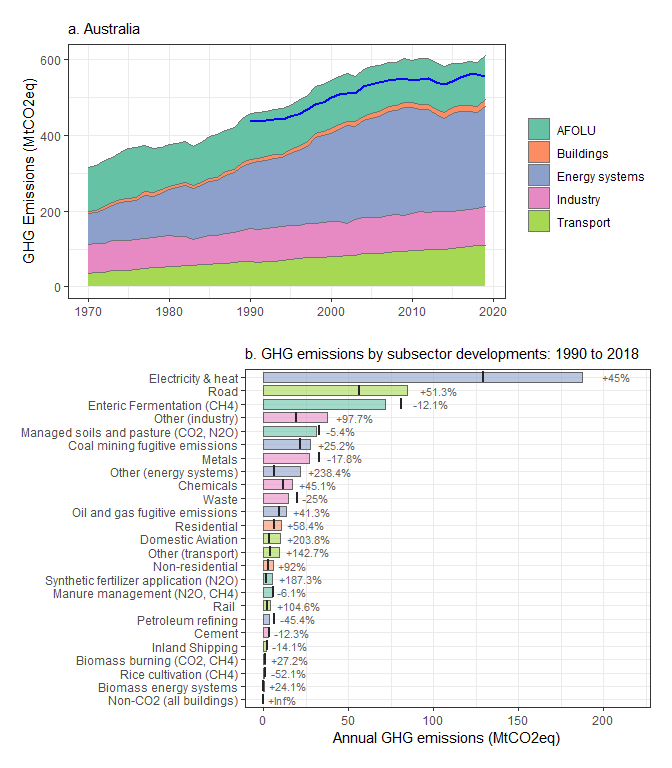 a. Australia
GHG Emissions (MtCO2eq)
600
400
200
0
1970
1980
1990
2000
2010
2020
AFOLU
Buildings
Energy systems
Industry
Transport
b. GHG emissions by subsector developments: 1990 to 2018
Electricity & heat +45%
Road +51.3%
Enteric Fermentation (CH4) -12.1%
Other (industry) +97.7%
Managed soils and pasture (CO2, N2O) -5.4%
Coal mining fugitive emissions +25.2%
Metals -17.8%
Other (energy systems) +238.4%
Chemicals +45.1%
Waste -25%
Oil and gas fugitive emissions +41.3%
Residential +58.4%
Domestic Aviation +203.8%
Other (transport) +142.7%
Non-residential +92%
Synthetic fertilizer application (N2O) +187.3%
Manure management (N2O, CH4) -6.1%
Rail +104.6%
Petroleum refining -45.4%
Cement -12.3%
Inland Shipping -14.1%
Biomass burning (CO2, CH4) +27.2%
Rice cultivation (CH4) -52.1%
Biomass energy systems +24.1%
Non-CO2 (all buildings) +Inf%
0
50
100
150
200
Annual GHG emissions (MtCO2eq)